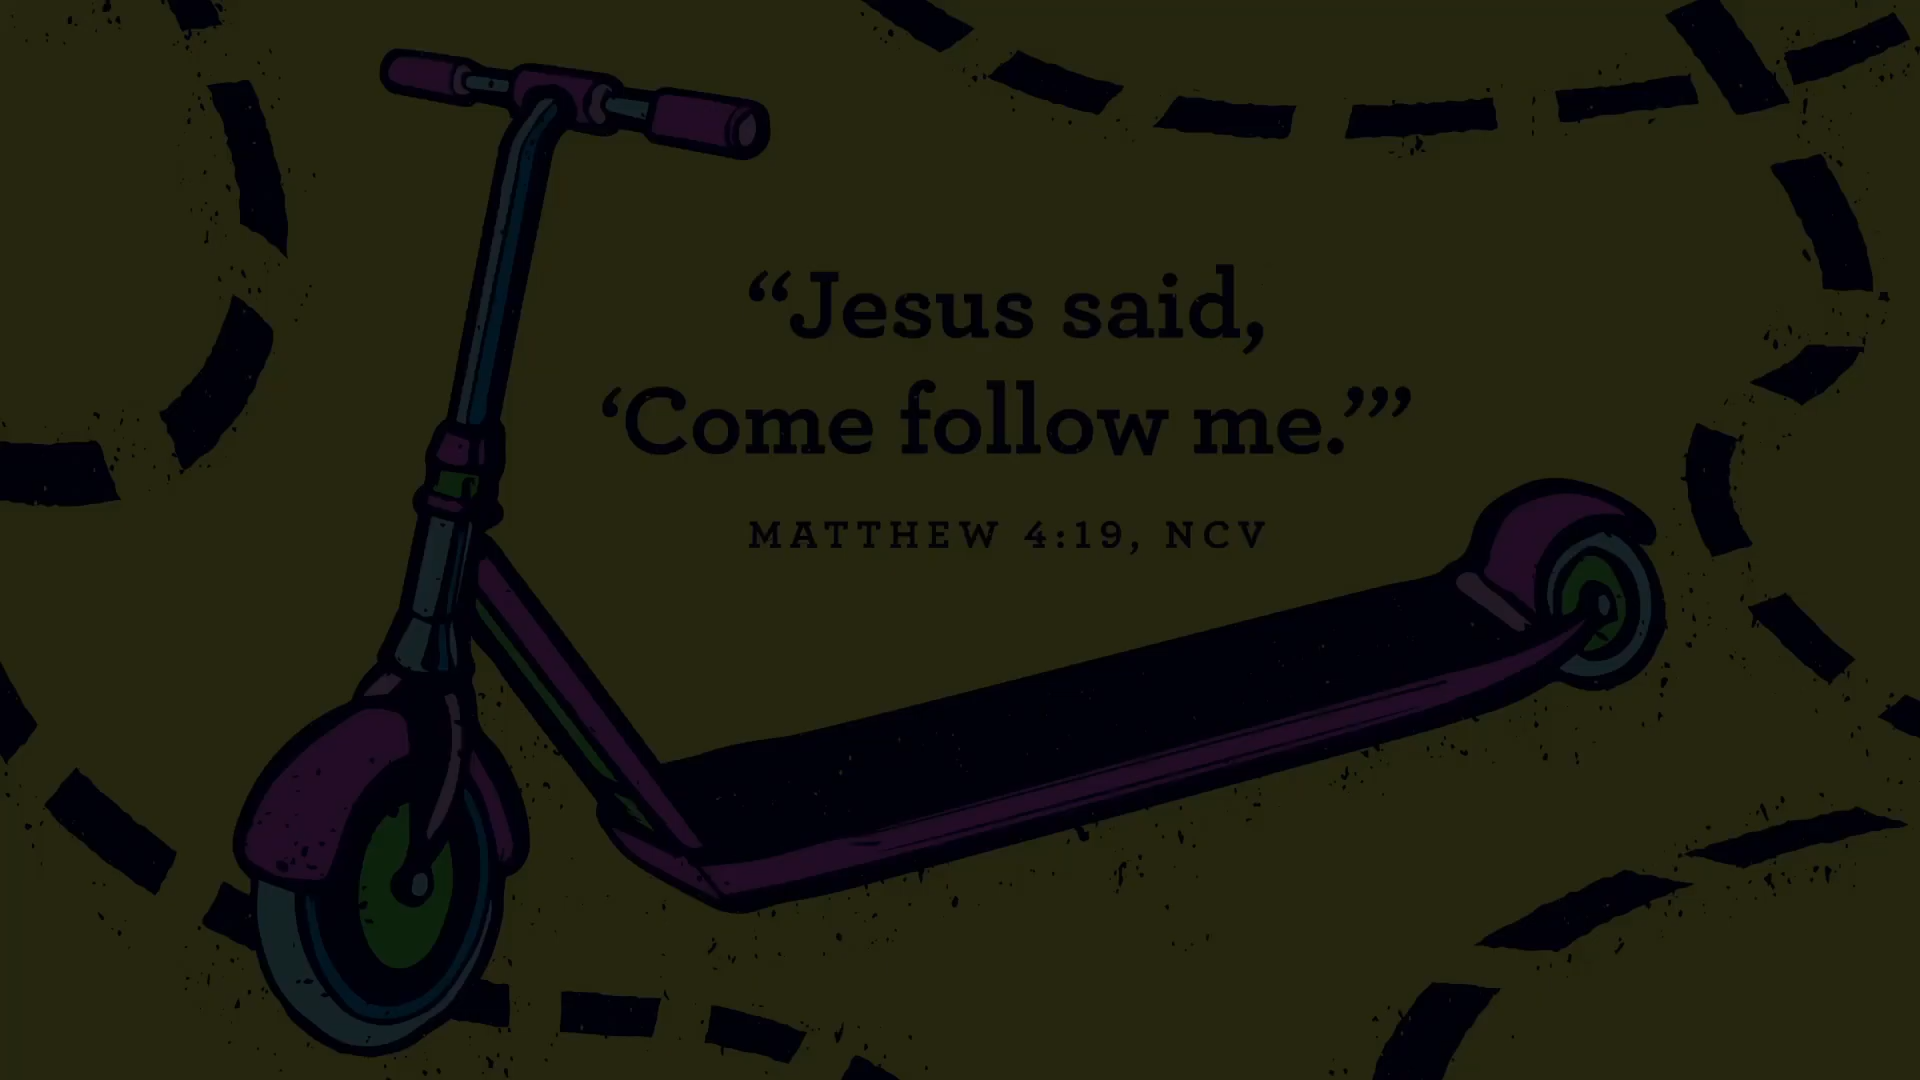 “Jesus said,
‘Come follow me.’”
MATTHEW 4:19, NCV